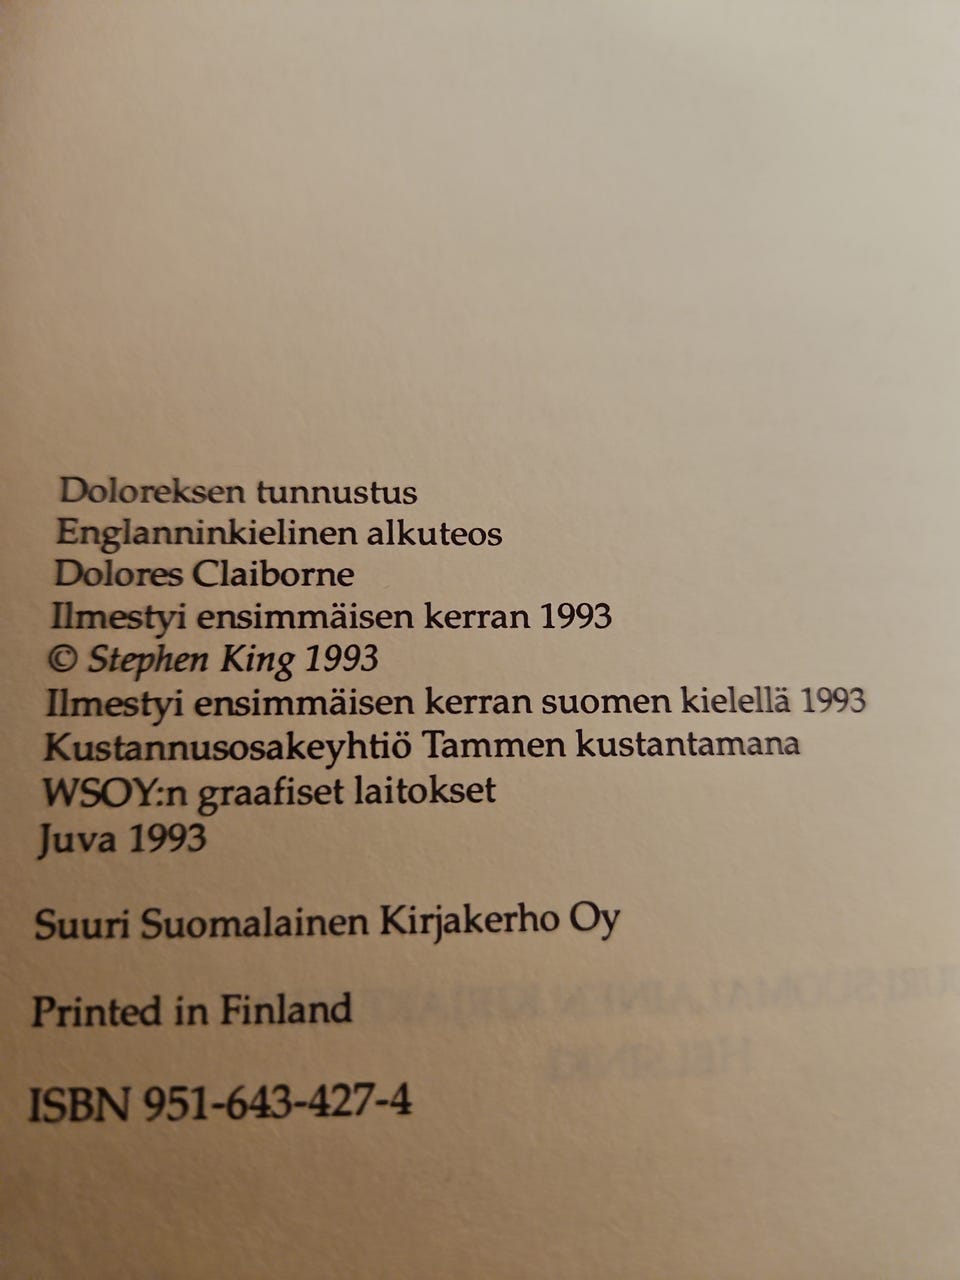 Doloreksen tunnustus
Englanninkielinen alkuteos
Dolores Claiborne
Ilmestyi ensimmäisen kerran 1993
© Stephen King 1993
Ilmestyi ensimmäisen kerran suomen kielellä 1993
Kustannusosakeyhtiö Tammen kustantamana
WSOY:n graafiset laitokset
Juva 1993
Suuri Suomalainen Kirjakerho Oy
Printed in Finland
ISBN 951-643-427-4